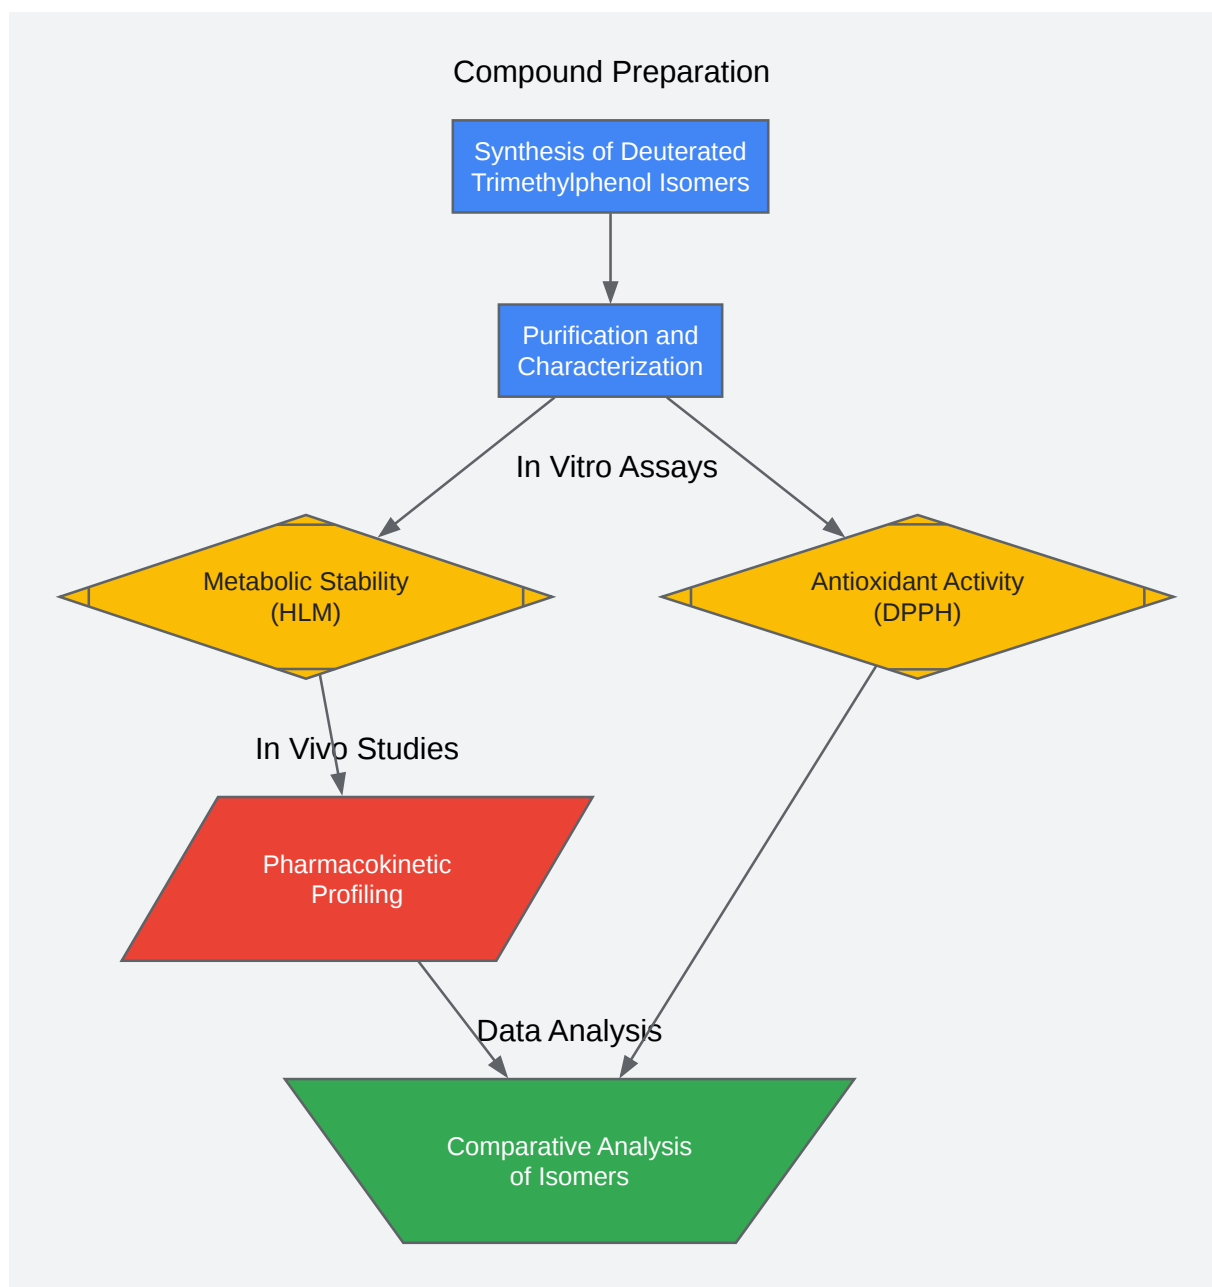 Compound Preparation
Synthesis of Deuterated
Trimethylphenol Isomers
Purification and
Characterization
In Vitro Assays
Metabolic Stability
(HLM)
Antioxidant Activity
(DPPH)
In Vivo Studies
Pharmacokinetic
Profiling
Data Analysis
Comparative Analysis
of Isomers